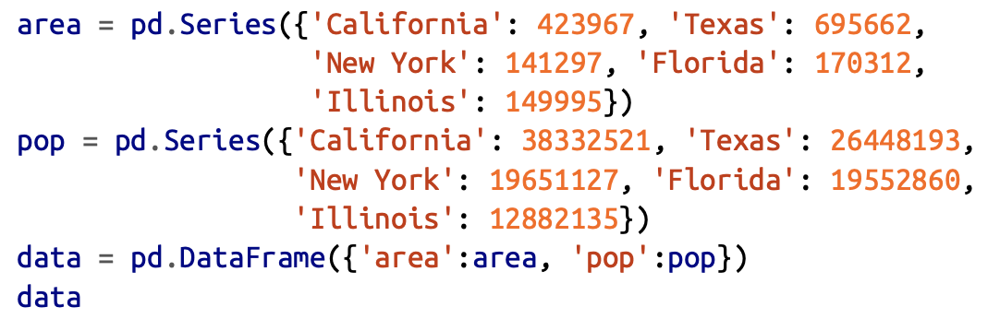 area = pd.Series({'California': 423967, 'Texas': 695662,
                  'New York': 141297, 'Florida': 170312,
                  'Illinois': 149995})
pop = pd.Series({'California': 38332521, 'Texas': 26448193,
                 'New York': 19651127, 'Florida': 19552860,
                 'Illinois': 12882135})
data = pd.DataFrame({'area':area, 'pop':pop})
data